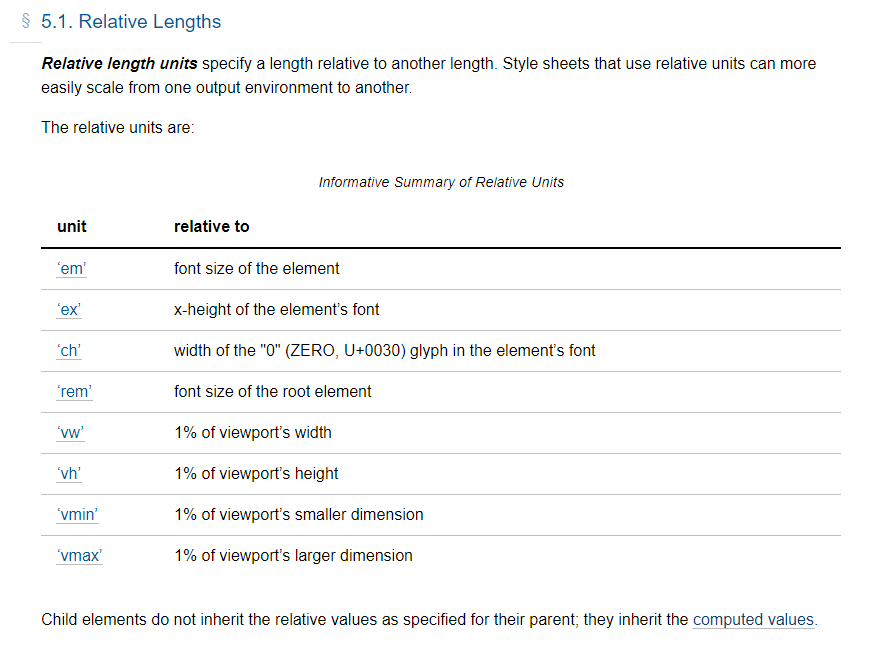 § 5.1. Relative Lengths
Relative length units specify a length relative to another length. Style sheets that use relative units can more
easily scale from one output environment to another.
The relative units are:
Informative Summary of Relative Units
unit relative to
‘em’ font size of the element
‘ex’ x-height of the element’s font
‘ch’ width of the "0" (ZERO, U+0030) glyph in the element’s font
‘rem’ font size of the root element
‘vw’ 1% of viewport’s width
‘vh’ 1% of viewport’s height
‘vmin’ 1% of viewport’s smaller dimension
‘vmax’ 1% of viewport’s larger dimension
Child elements do not inherit the relative values as specified for their parent; they inherit the computed values.